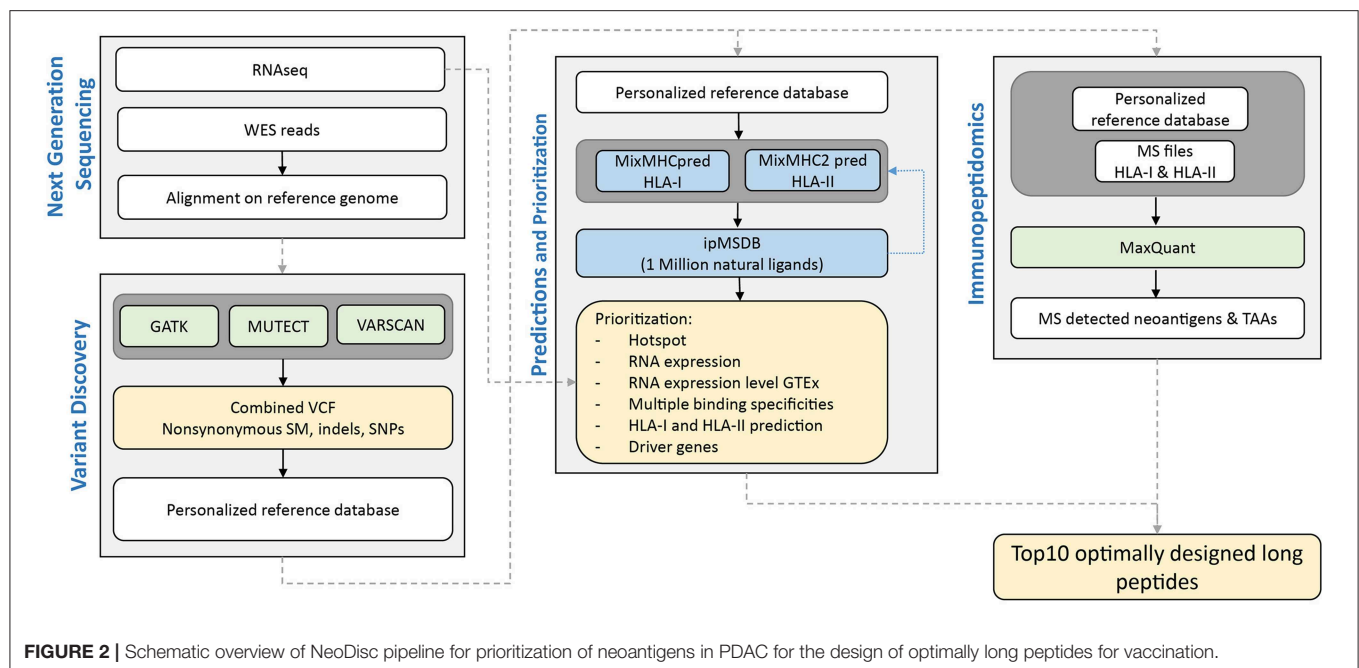 Next Generation
Sequencing
RNAseq
WES reads
Alignment on reference genome
Variant Discovery
GATK
MUTECT
VARSCAN
Combined VCF
Nonsynonymous SM, indels, SNPs
Personalized reference database
Predictions and Prioritization
Personalized reference database
MixMHCpred
HLA-I
MixMHC2 pred
HLA-II
ipMSDB
(1 Million natural ligands)
Prioritization:
- Hotspot
- RNA expression
- RNA expression level GTEx
- Multiple binding specificities
- HLA-I and HLA-II prediction
- Driver genes
Immunopeptidomics
Personalized
reference database
MS files
HLA-I & HLA-II
MaxQuant
MS detected neoantigens & TAAs
Top10 optimally designed long
peptides
FIGURE 2 | Schematic overview of NeoDisc pipeline for prioritization of neoantigens in PDAC for the design of optimally long peptides for vaccination.